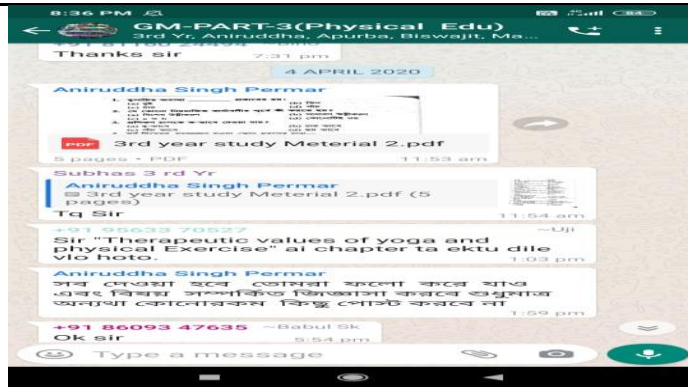 8:36 PM
84
GM-PART-3(Physical Edu)
3rd Yr, Aniruddha, Apurba, Biswajit, Ma...
Thanks sir
7:31 pm
4 APRIL 2020
Aniruddha Singh Permar
PDF 3rd year study Meterial 2.pdf
5 pages • PDF
11:53 am
Subhas 3 rd Yr
Aniruddha Singh Permar
3rd year study Meterial 2.pdf (5
pages)
Tq Sir
11:54 am
+91 95633 70527 ~Uji
Sir "Therapeutic values of yoga and
physical Exercise" ai chapter ta ektu dile
vlo hoto.
1:03 pm
Aniruddha Singh Permar
সব দেওয়া হবে তোমরা ফলো করে যাও
এবং বিষয় সম্পর্কিত জিজ্ঞাসা করবে শুধুমাত্র
অন্যথা কোনোরকম কিছু পোস্ট করবে না
1:59 pm
+91 86093 47635 ~Babul Sk
Ok sir
5:54 pm
Type a message